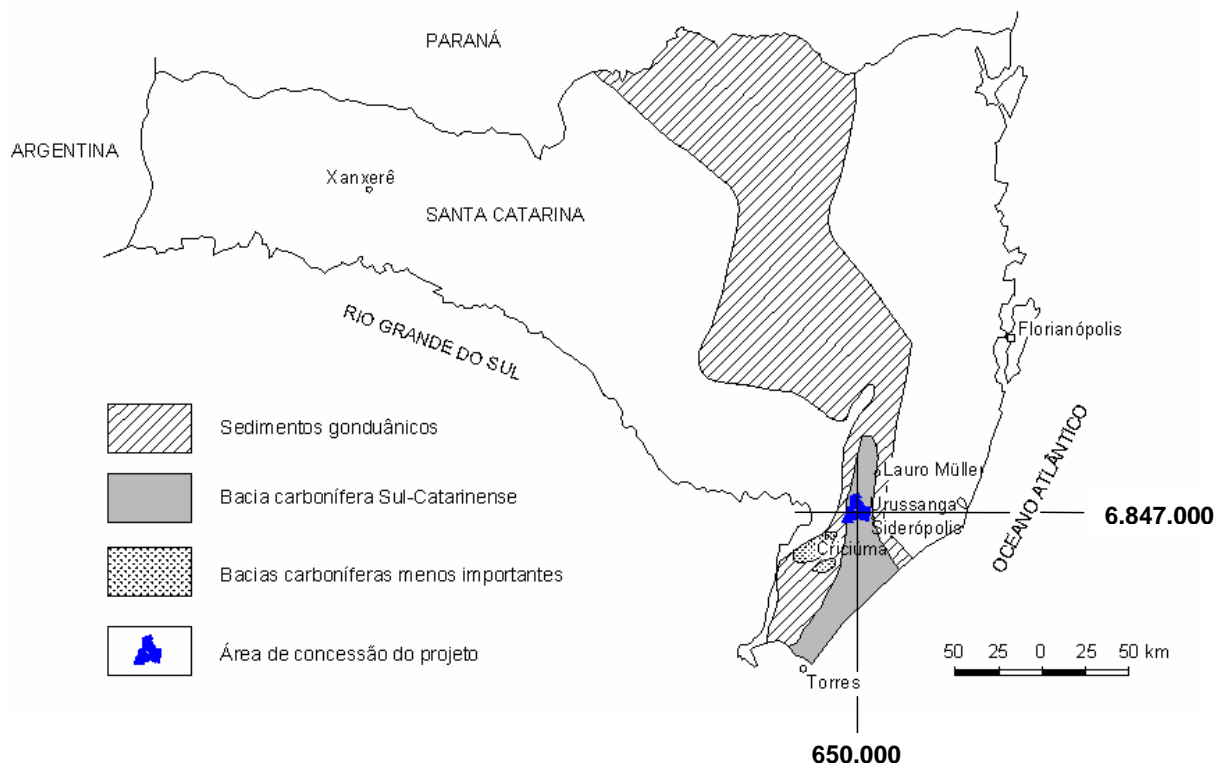 PARANÁ
ARGENTINA
Xanxerê
SANTA CATARINA
RIO GRANDE DO SUL
Florianópolis
Sedimentos gonduânicos
Lauro Müller
Bacia carbonífera Sul-Catarinense
Urussanga
6.847.000
Siderópolis
OCEANO ATLÂNTICO
Criciúma
Bacias carboníferas menos importantes
Área de concessão do projeto
50 25 0 25 50 km
Torres
650.000